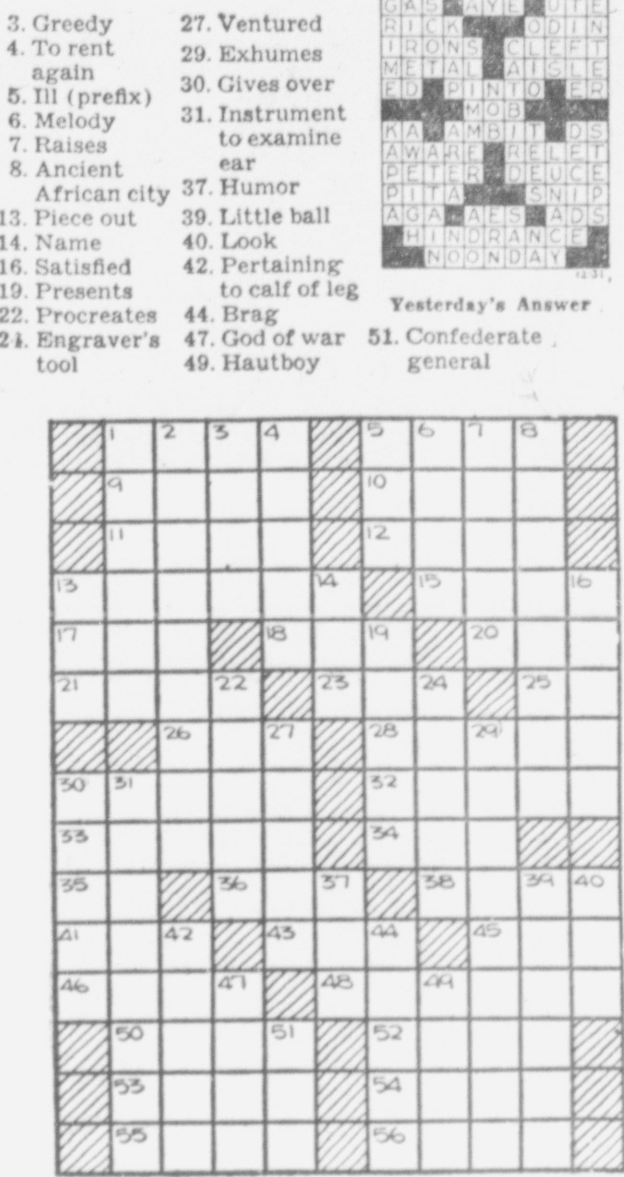 3. Greedy
4. To rent
again
5. Ill (prefix)
6. Melody
7. Raises
8. Ancient
African city
13. Piece out
14. Name
16. Satisfied
19. Presents
22. Procreates
24. Engraver's
tool
27. Ventured
29. Exhumes
30. Gives over
31. Instrument
to examine
ear
37. Humor
39. Little ball
40. Look
42. Pertaining
to calf of leg
44. Brag
47. God of war
49. Hautboy
GAS AYE UTE
RICK ODIN
IRONS CLEFT
METAL AISLE
ED PINTO ER
MOB
KA AMBIT DS
AWARE RELET
PETER DEUCE
PITA SNIP
AGA AES ADS
HINDRANCE
NOONDAY
12-31
Yesterday's Answer
51. Confederate
general
1 2 3 4 5 6 7 8
9 10
11 12
13 14 15 16
17 18 19 20
21 22 23 24 25
26 27 28 29
30 31 32
33 34
35 36 37 38 39 40
41 42 43 44 45
46 47 48 49
50 51 52
53 54
55 56